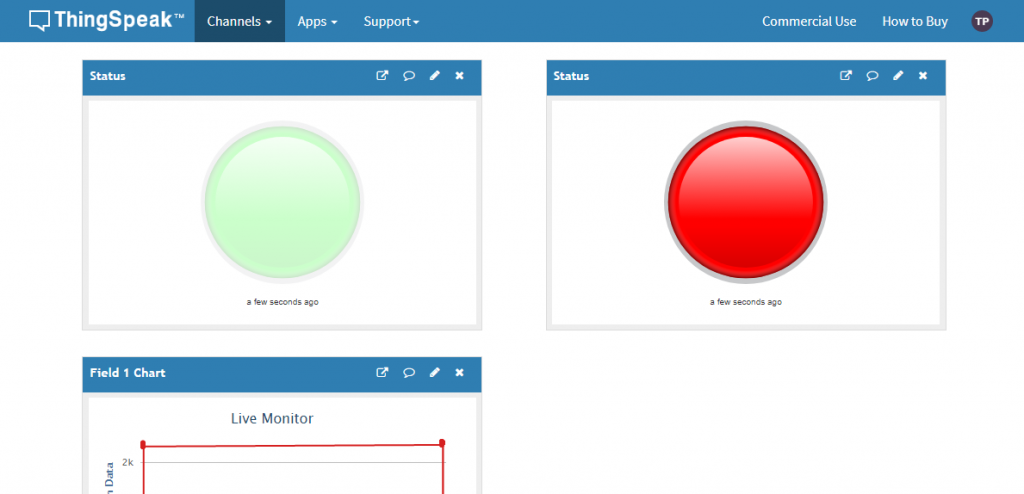 ThingSpeak™ Channels Apps Support Commercial Use How to Buy TP
Status
Status
a few seconds ago
a few seconds ago
Field 1 Chart
Live Monitor
2k
Data